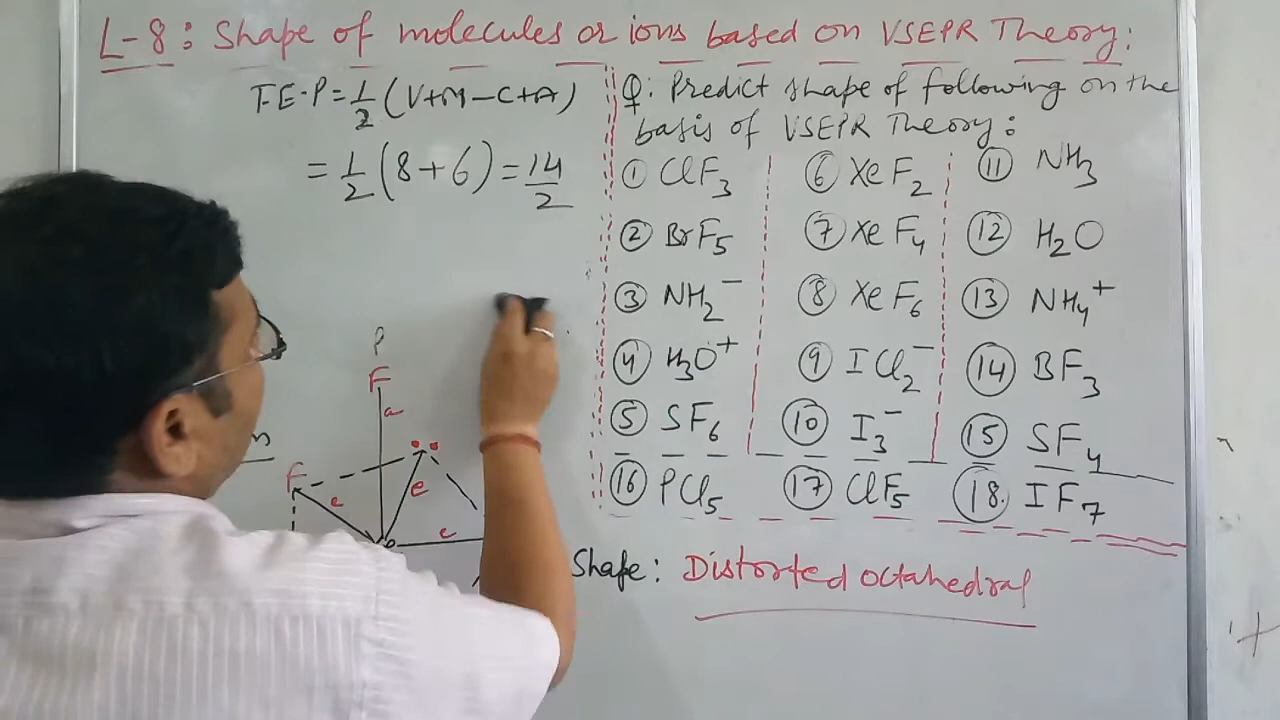 L-8: Shape of molecules or ions based on VSEPR Theory:
T.E.P = 1/2 (V+M-C+A)
= 1/2 (8+6) = 14/2
Q: Predict shape of following on the
basis of VSEPR Theory:
① ClF₃ ⑥ XeF₂ ⑪ NH₃
② BrF₅ ⑦ XeF₄ ⑫ H₂O
③ NH₂⁻ ⑧ XeF₆ ⑬ NH₄⁺
④ H₃O⁺ ⑨ ICl₂⁻ ⑭ BF₃
⑤ SF₆ ⑩ I₃⁻ ⑮ SF₄
⑯ PCl₅ ⑰ ClF₅ ⑱ IF₇
P
F
a
F
e
e
e
Shape: Distorted octahedral